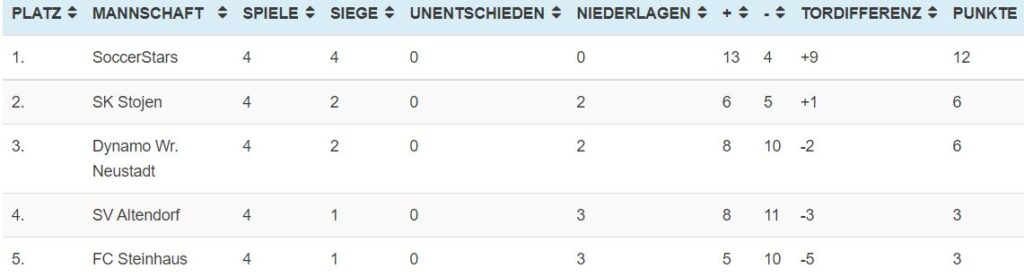 PLATZ MANNSCHAFT SPIELE SIEGE UNENTSCHIEDEN NIEDERLAGEN + - TORDIFFERENZ PUNKTE
1. SoccerStars 4 4 0 0 13 4 +9 12
2. SK Stojen 4 2 0 2 6 5 +1 6
3. Dynamo Wr. 4 2 0 2 8 10 -2 6
Neustadt
4. SV Altendorf 4 1 0 3 8 11 -3 3
5. FC Steinhaus 4 1 0 3 5 10 -5 3